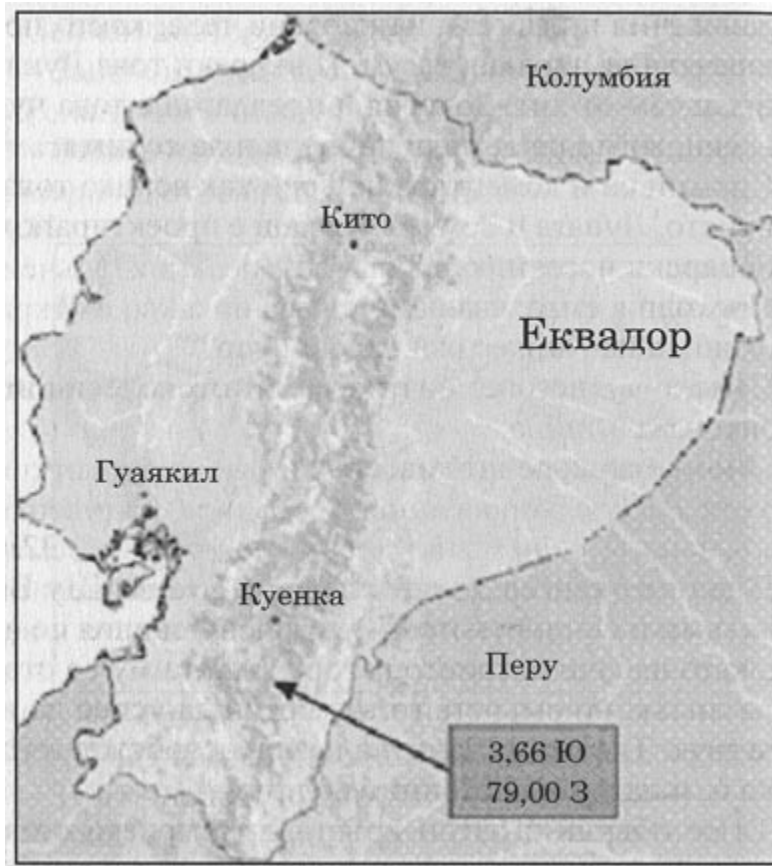 Колумбия
Кито
Еквадор
Гуаякил
Куенка
Перу
3,66 Ю
79,00 З